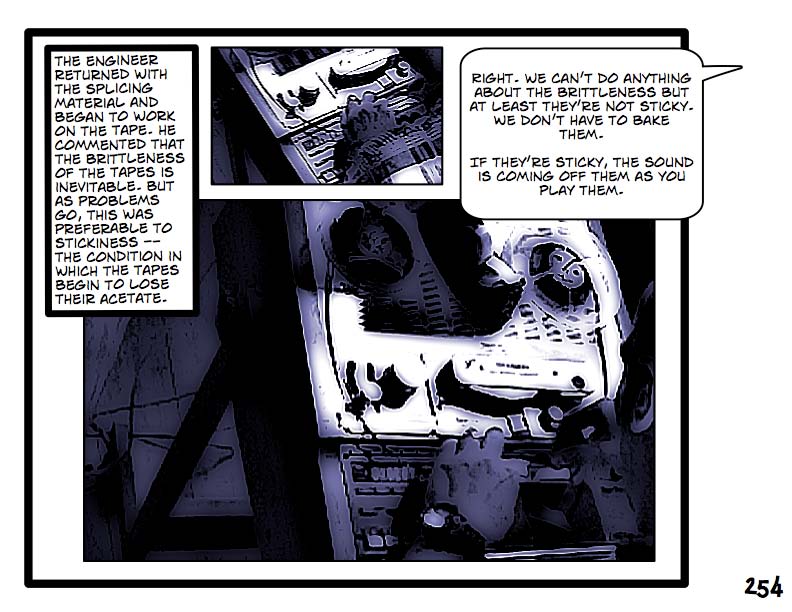 THE ENGINEER
RETURNED WITH
THE SPLICING
MATERIAL AND
BEGAN TO WORK
ON THE TAPE. HE
COMMENTED THAT
THE BRITTLENESS
OF THE TAPES IS
INEVITABLE. BUT
AS PROBLEMS
GO, THIS WAS
PREFERABLE TO
STICKINESS --
THE CONDITION IN
WHICH THE TAPES
BEGIN TO LOSE
THEIR ACETATE.
RIGHT. WE CAN'T DO ANYTHING
ABOUT THE BRITTLENESS BUT
AT LEAST THEY'RE NOT STICKY.
WE DON'T HAVE TO BAKE
THEM.
IF THEY'RE STICKY, THE SOUND
IS COMING OFF THEM AS YOU
PLAY THEM.
254